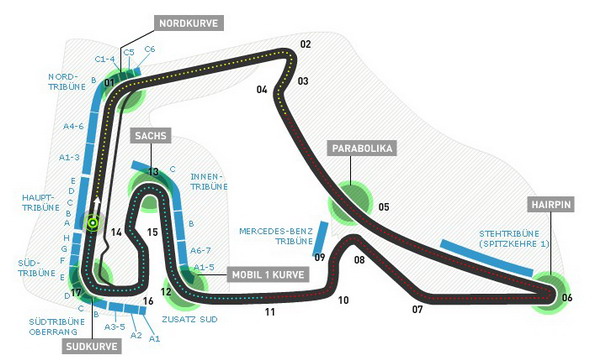 NORDKURVE
C6
C5
C1-4
02
NORD-
TRIBÜNE
B
01
03
04
A4-6
SACHS
PARABOLIKA
A1-3
13
C
E
D
C
B
A
HAUPT-
TRIBÜNE
INNEN-
TRIBÜNE
HAIRPIN
05
MERCEDES-BENZ
TRIBÜNE
STEHTRIBÜNE
(SPITZKEHRE 1)
14
15
B
H
G
F
E
D
SÜD-
TRIBÜNE
A6-7
A1-5
MOBIL 1 KURVE
09
08
17
16
12
10
11
07
06
SÜDTRIBÜNE
OBERRANG
C
B
A3-5
A2
A1
ZUSATZ SUD
SUDKURVE